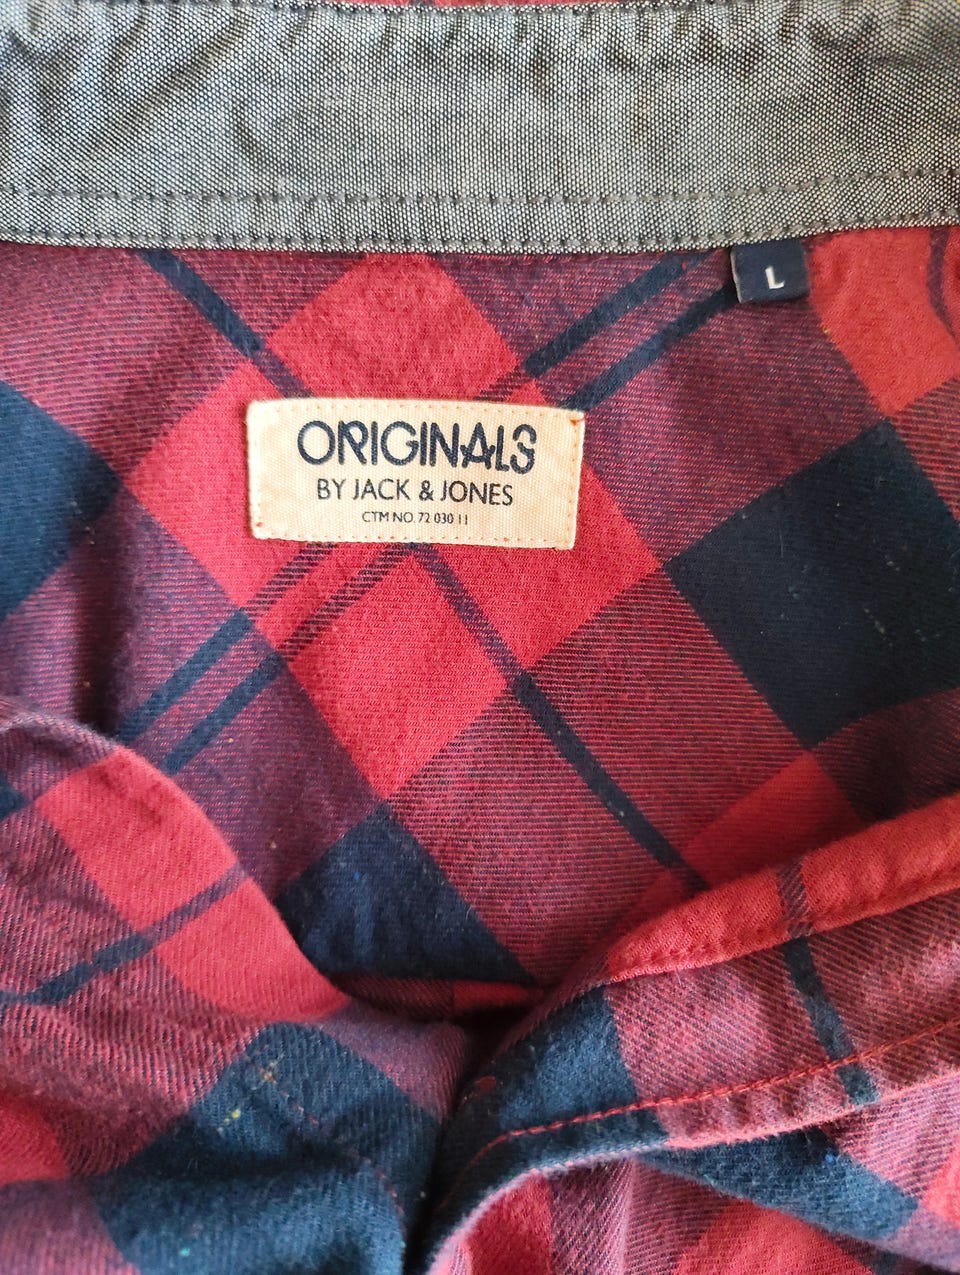 L
ORIGINALS
BY JACK & JONES
CTM NO. 72 030 11